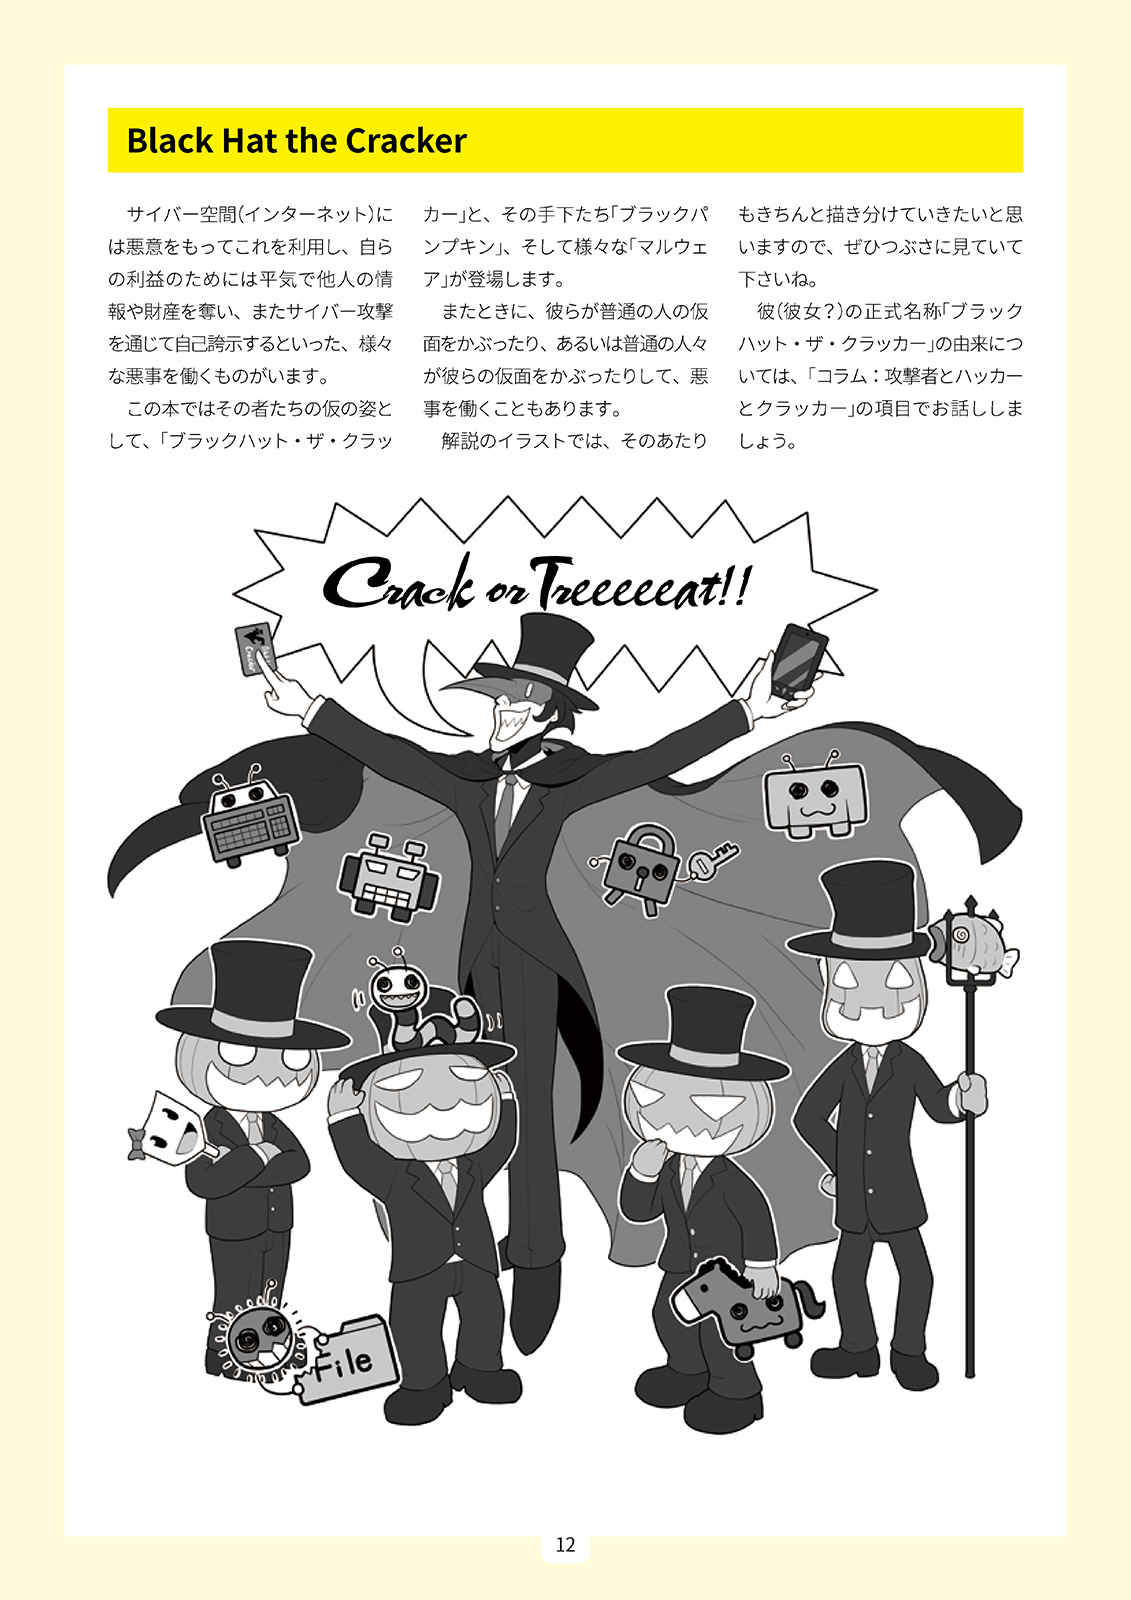 Black Hat the Cracker
サイバー空間(インターネット)に
は悪意をもってこれを利用し、自ら
の利益のためには平気で他人の情
報や財産を奪い、またサイバー攻撃
を通じて自己誇示するといった、様々
な悪事を働くものがいます。
この本ではその者たちの仮の姿と
して、「ブラックハット・ザ・クラッ
カー」と、その手下たち「ブラックパ
ンプキン」、そして様々な「マルウェ
ア」が登場します。
またときに、彼らが普通の人の仮
面をかぶったり、あるいは普通の人々
が彼らの仮面をかぶったりして、悪
事を働くこともあります。
解説のイラストでは、そのあたり
もきちんと描き分けていきたいと思
いますので、ぜひつぶさに見ていて
下さいね。
彼(彼女?)の正式名称「ブラック
ハット・ザ・クラッカー」の由来につ
いては、「コラム:攻撃者とハッカー
とクラッカー」の項目でお話ししま
しょう。
Crack or Treeeeeat!!
Cracker
File
12